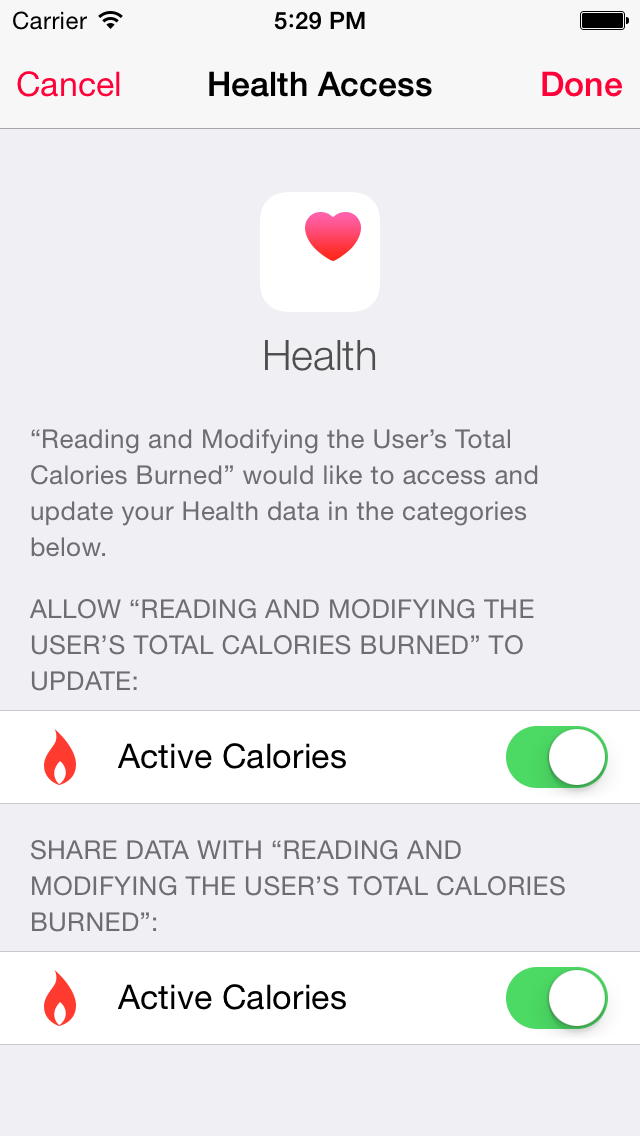 Carrier 5:29 PM
Cancel Health Access Done
Health
“Reading and Modifying the User’s Total
Calories Burned” would like to access and
update your Health data in the categories
below.
ALLOW “READING AND MODIFYING THE
USER’S TOTAL CALORIES BURNED” TO
UPDATE:
Active Calories
SHARE DATA WITH “READING AND
MODIFYING THE USER’S TOTAL CALORIES
BURNED”:
Active Calories